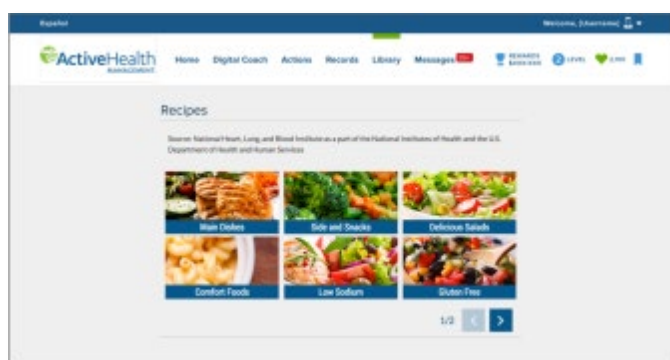 Español
Welcome, [Username]
ActiveHealth
MANAGEMENT
Home Digital Coach Actions Records Library Messages
REWARDS
LEVEL
Recipes
Source: National Heart, Lung, and Blood Institute as a part of the National Institutes of Health and the U.S.
Department of Health and Human Services
Main Dishes
Side and Snacks
Delicious Salads
Comfort Foods
Low Sodium
Gluten Free
1/2